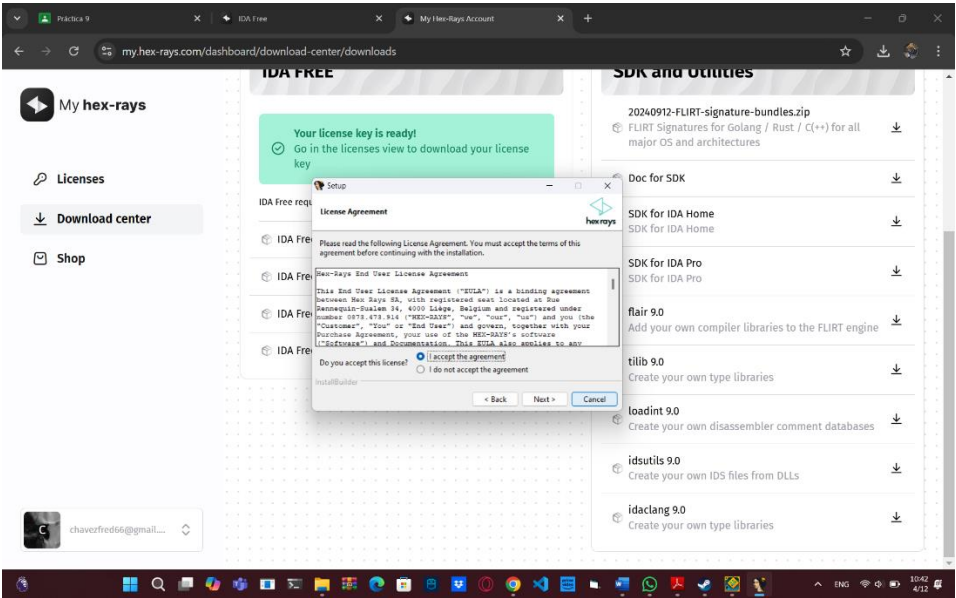 Práctica 9
IDA Free
My Hex-Rays Account
my.hex-rays.com/dashboard/download-center/downloads
My hex-rays
Licenses
Download center
Shop
chavezfred66@gmail....
IDA FREE
Your license key is ready!
Go in the licenses view to download your license
key
IDA Free requ
IDA Fre
IDA Fre
IDA Fre
IDA Fre
Setup
License Agreement
hex rays
Please read the following License Agreement. You must accept the terms of this
agreement before continuing with the installation.
Hex-Rays End User License Agreement
This End User License Agreement ("EULA") is a binding agreement
between Hex Rays SA, with registered seat located at Rue
Rennequin-Sualem 34, 4000 Liège, Belgium and registered under
number 0873.473.914 ("HEX-RAYS", "we", "our", "us") and you (the
"Customer", "You" or "End User") and govern, together with your
Purchase Agreement, your use of the HEX-RAYS's software
("Software") and Documentation. This EULA also applies to any
Do you accept this license?
I accept the agreement
I do not accept the agreement
InstallBuilder
< Back
Next >
Cancel
SDK and Utilities
20240912-FLIRT-signature-bundles.zip
FLIRT Signatures for Golang / Rust / C(++) for all
major OS and architectures
Doc for SDK
SDK for IDA Home
SDK for IDA Home
SDK for IDA Pro
SDK for IDA Pro
flair 9.0
Add your own compiler libraries to the FLIRT engine
tilib 9.0
Create your own type libraries
loadint 9.0
Create your own disassembler comment databases
idsutils 9.0
Create your own IDS files from DLLs
idaclang 9.0
Create your own type libraries
ENG
10:42
4/12